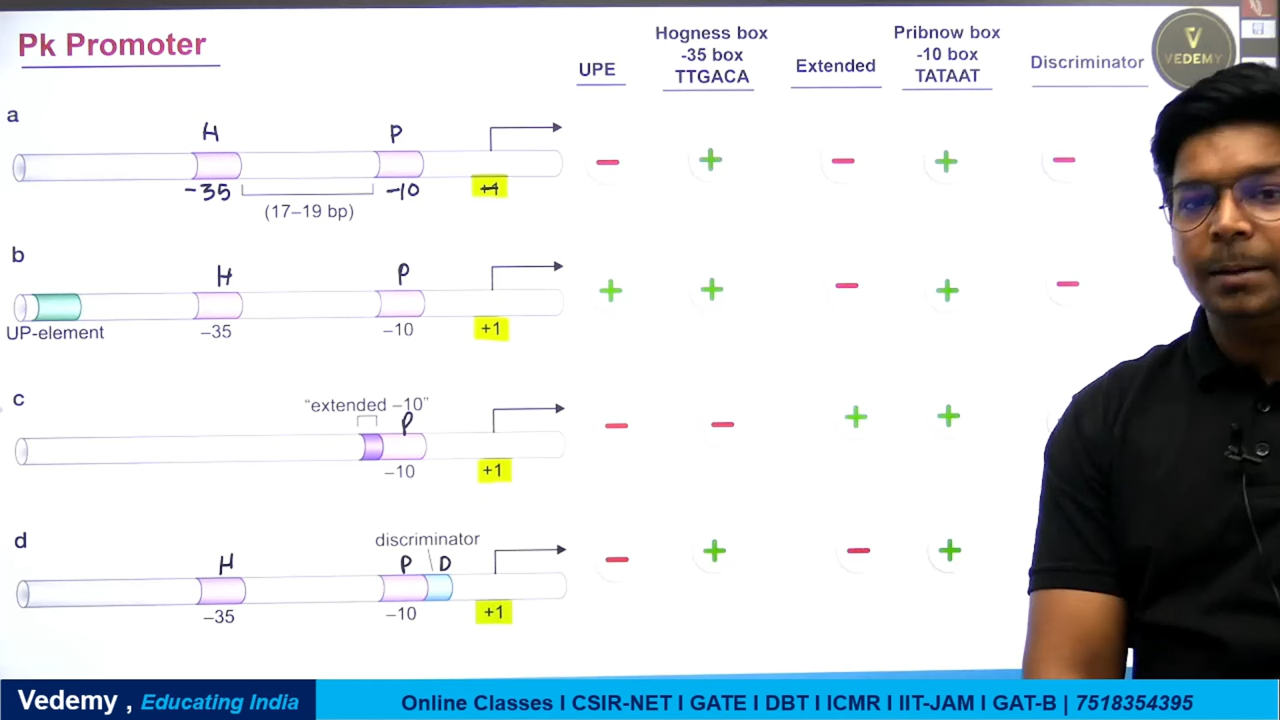 Pk Promoter
UPE
Hogness box
-35 box
TTGACA
Extended
Pribnow box
-10 box
TATAAT
Discriminator
VEDEMY
a
H
P
-35
-10
+1
(17–19 bp)
− + − + −
b
H
P
UP-element
–35
–10
+1
+ + − + −
c
"extended –10"
P
–10
+1
− − + +
d
discriminator
H
P
D
–35
–10
+1
− + − +
Vedemy , Educating India
Online Classes I CSIR-NET I GATE I DBT I ICMR I IIT-JAM I GAT-B | 7518354395